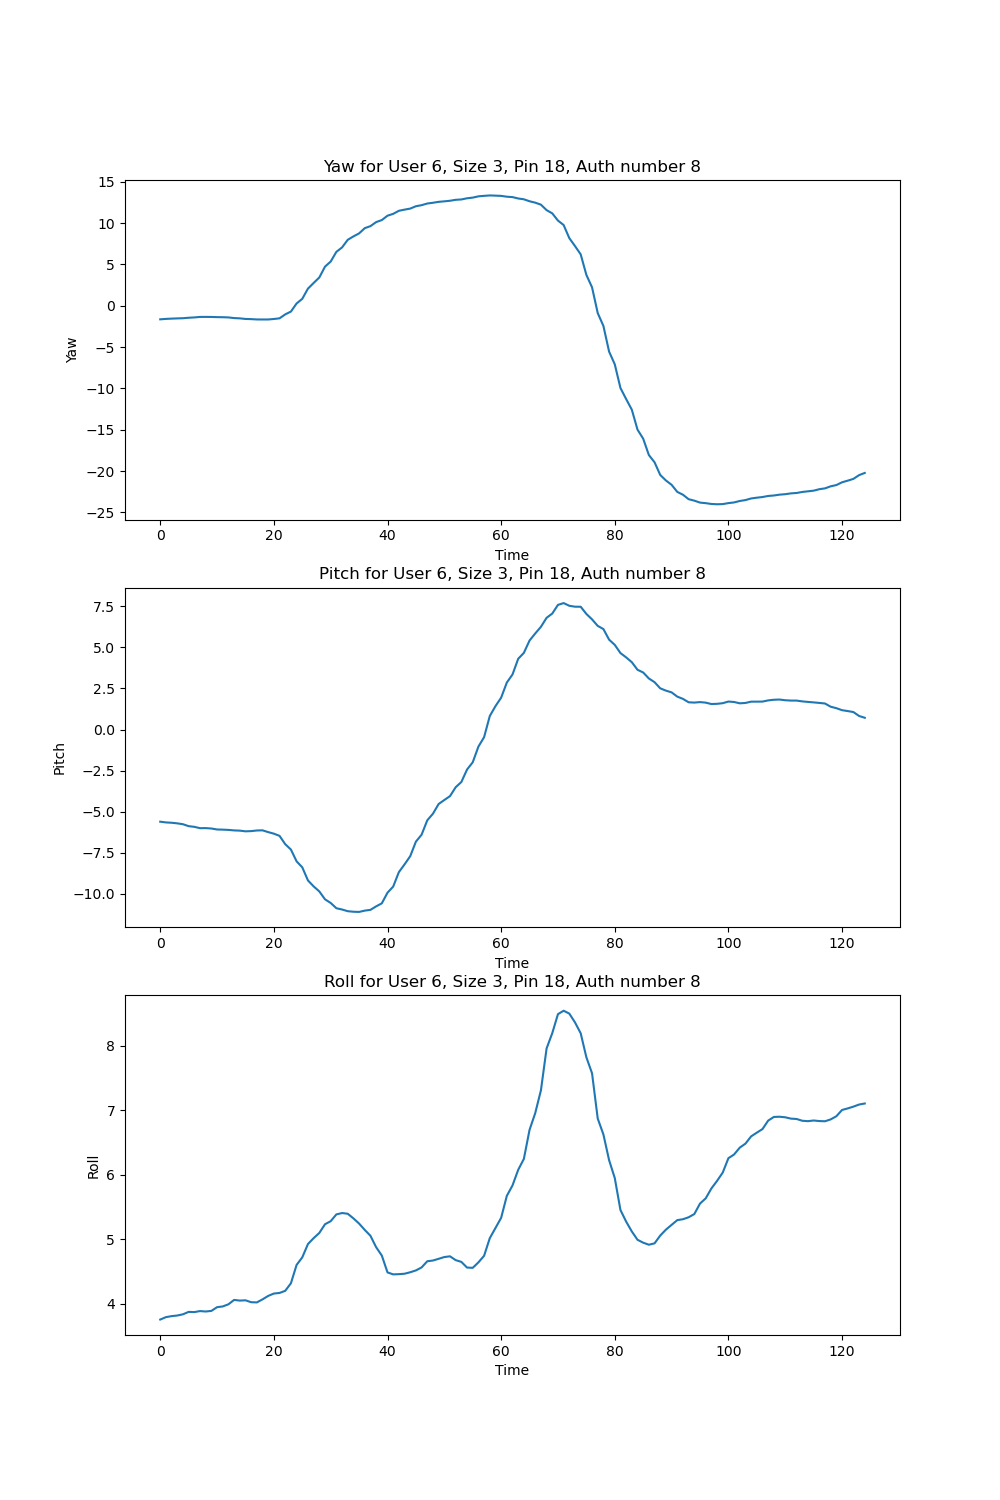 Yaw for User 6, Size 3, Pin 18, Auth number 8
15
10
5
0
−5
−10
−15
−20
−25
Yaw
0 20 40 60 80 100 120
Time
Pitch for User 6, Size 3, Pin 18, Auth number 8
7.5
5.0
2.5
0.0
−2.5
−5.0
−7.5
−10.0
Pitch
0 20 40 60 80 100 120
Time
Roll for User 6, Size 3, Pin 18, Auth number 8
8
7
6
5
4
Roll
0 20 40 60 80 100 120
Time